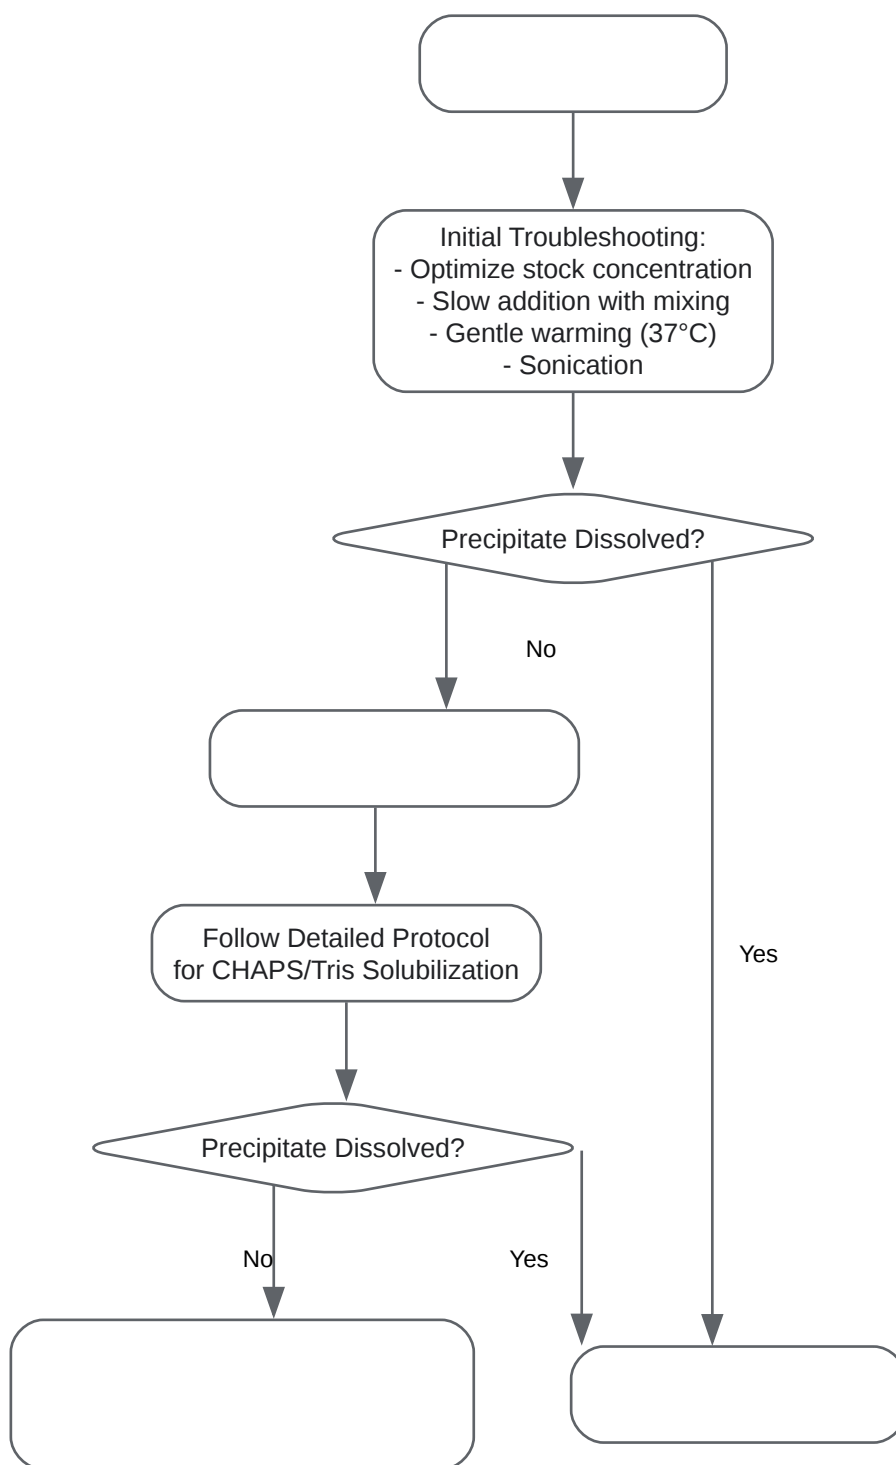 Initial Troubleshooting:
- Optimize stock concentration
- Slow addition with mixing
- Gentle warming (37°C)
- Sonication
Precipitate Dissolved?
No
Follow Detailed Protocol
for CHAPS/Tris Solubilization
Yes
Precipitate Dissolved?
No
Yes